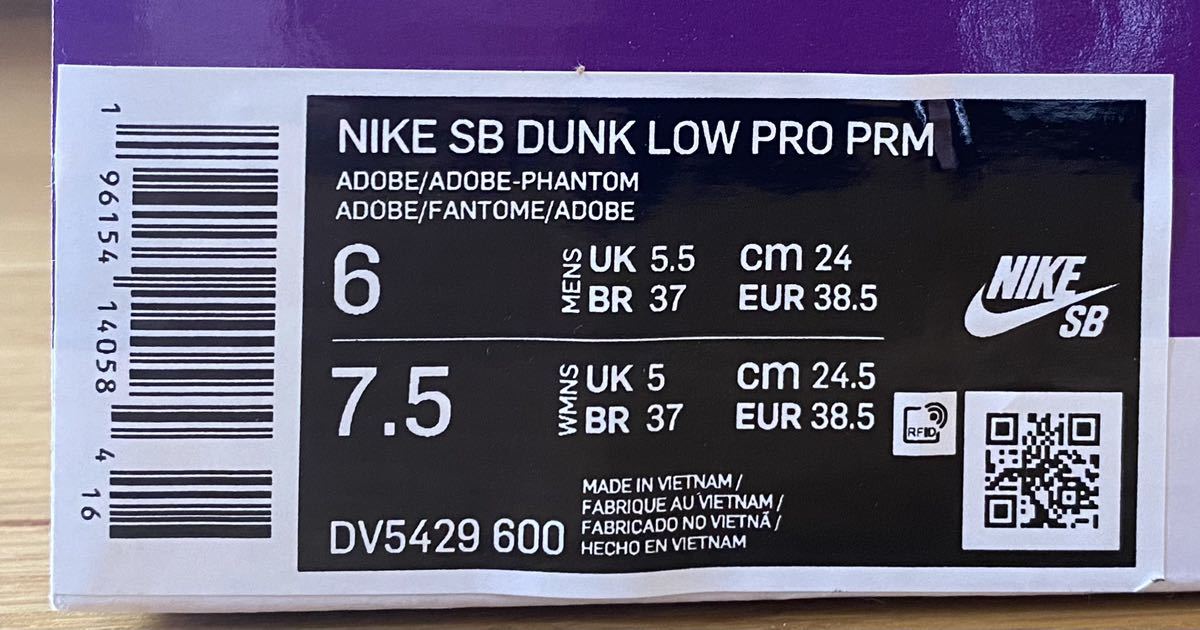 NIKE SB DUNK LOW PRO PRM
ADOBE/ADOBE-PHANTOM
ADOBE/FANTOME/ADOBE
6
MENS
UK 5.5
cm 24
BR 37
EUR 38.5
7.5
WMNS
UK 5
cm 24.5
BR 37
EUR 38.5
DV5429 600
MADE IN VIETNAM /
FABRIQUE AU VIETNAM /
FABRICADO NO VIETNÃ /
HECHO EN VIETNAM
NIKE
SB
RFID
1 96154 14058 4 16